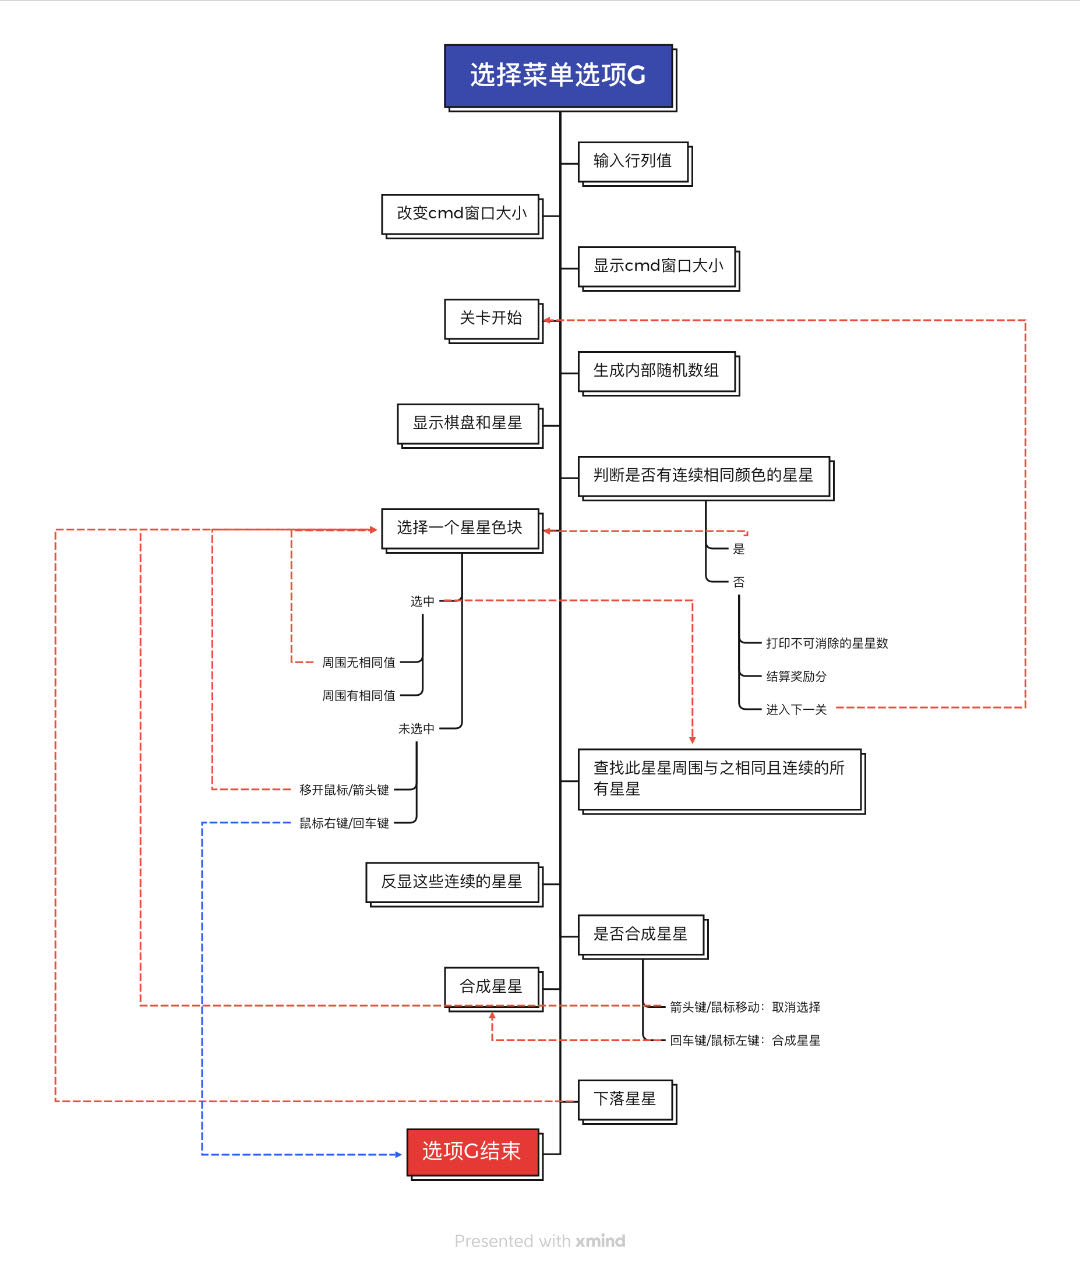 选择菜单选项G
输入行列值
改变cmd窗口大小
显示cmd窗口大小
关卡开始
生成内部随机数组
显示棋盘和星星
判断是否有连续相同颜色的星星
选择一个星星色块
是
否
选中
打印不可消除的星星数
周围无相同值
结算奖励分
周围有相同值
进入下一关
未选中
查找此星星周围与之相同且连续的所
有星星
移开鼠标/箭头键
鼠标右键/回车键
反显这些连续的星星
是否合成星星
合成星星
箭头键/鼠标移动：取消选择
回车键/鼠标左键：合成星星
下落星星
选项G结束
Presented with xmind